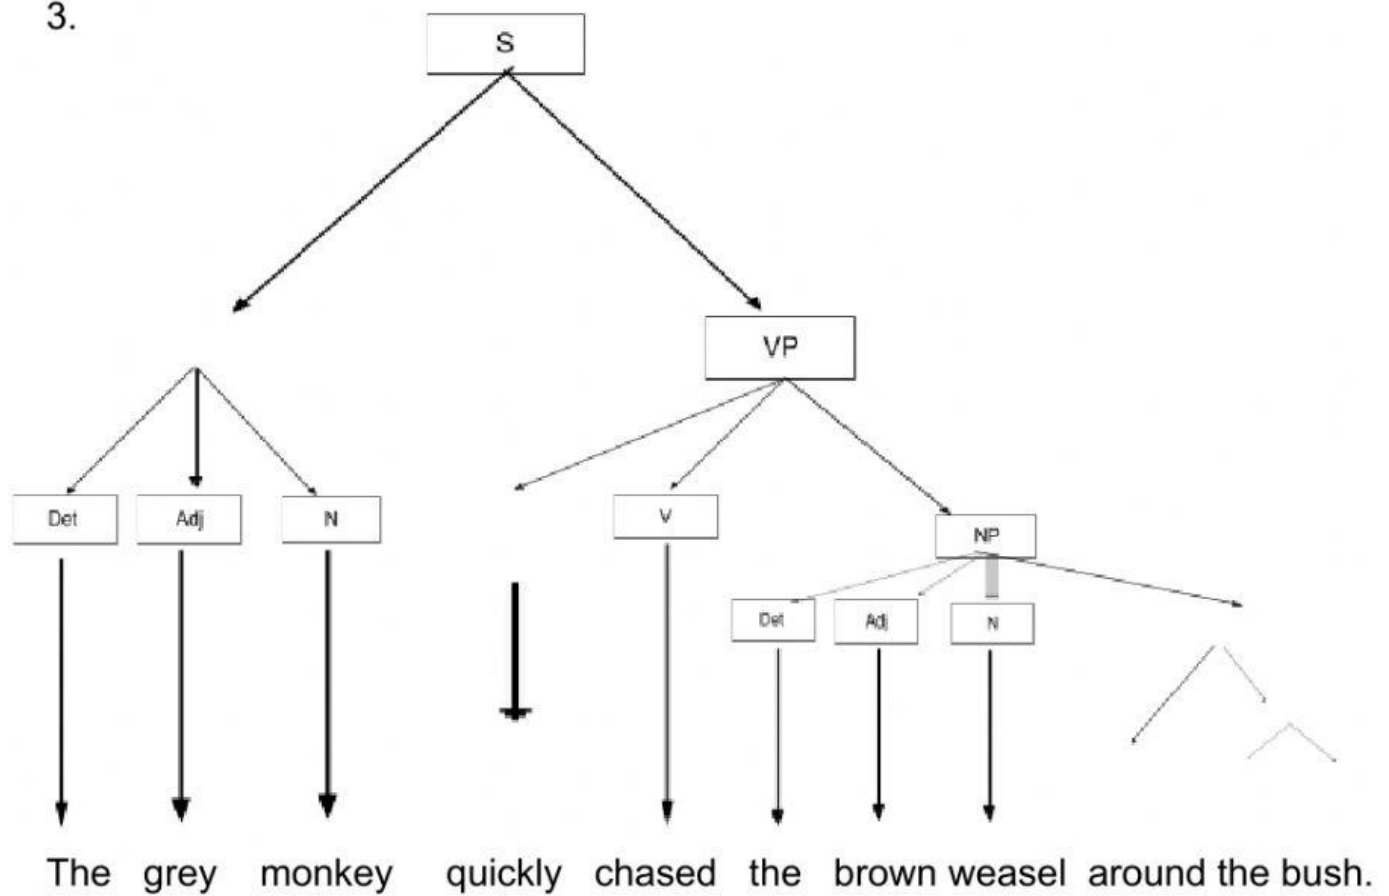 3.
S
VP
Det Adj N V NP
Det Adj N
The grey monkey quickly chased the brown weasel around the bush.